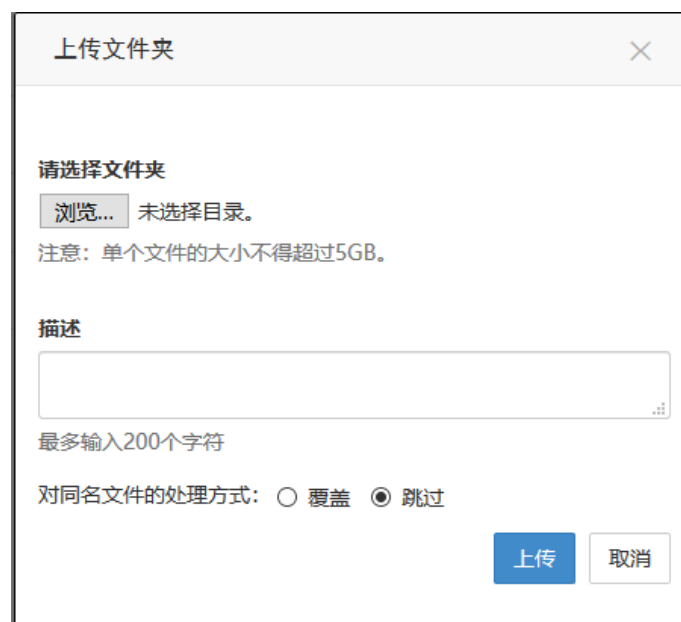 上传文件夹
请选择文件夹
浏览... 未选择目录。
注意：单个文件的大小不得超过5GB。
描述
最多输入200个字符
对同名文件的处理方式： 覆盖 跳过
上传 取消